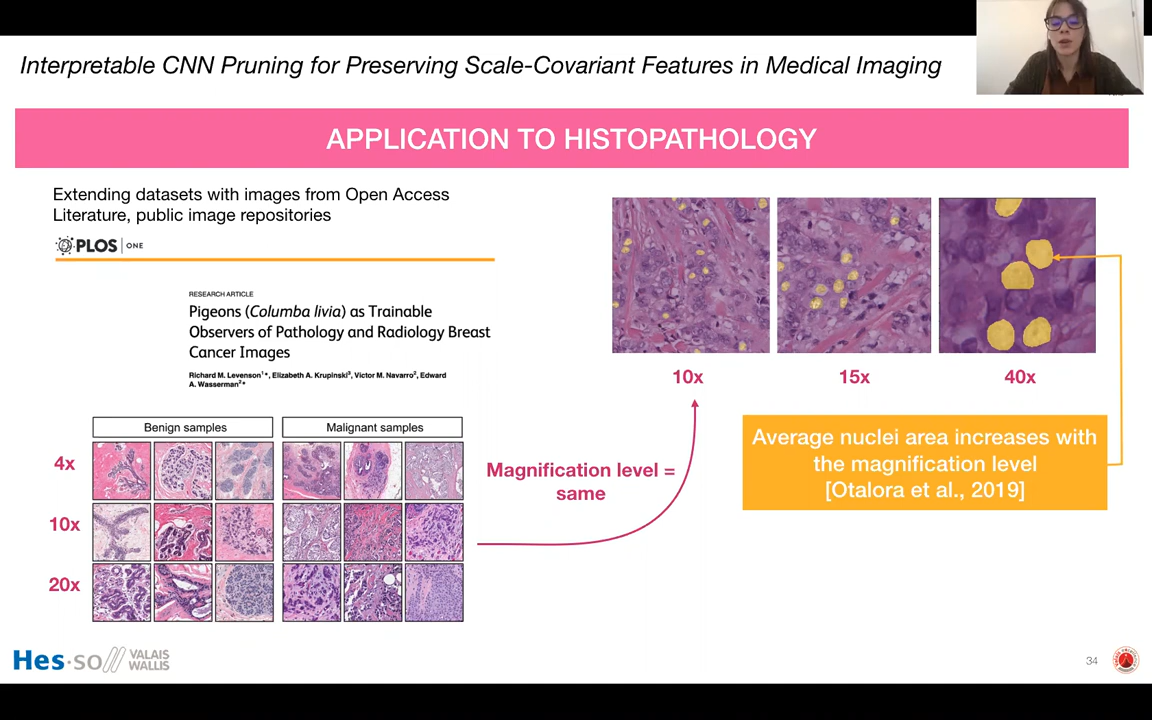 Interpretable CNN Pruning for Preserving Scale-Covariant Features in Medical Imaging
APPLICATION TO HISTOPATHOLOGY
Extending datasets with images from Open Access
Literature, public image repositories
PLOS ONE
RESEARCH ARTICLE
Pigeons (Columba livia) as Trainable
Observers of Pathology and Radiology Breast
Cancer Images
Richard M. Levenson1*, Elizabeth A. Krupinski3, Victor M. Navarro2, Edward
A. Wasserman2*
Benign samples
Malignant samples
4x
10x
20x
Magnification level =
same
10x
15x
40x
Average nuclei area increases with
the magnification level
[Otalora et al., 2019]
Hes·so VALAIS
WALLIS
34